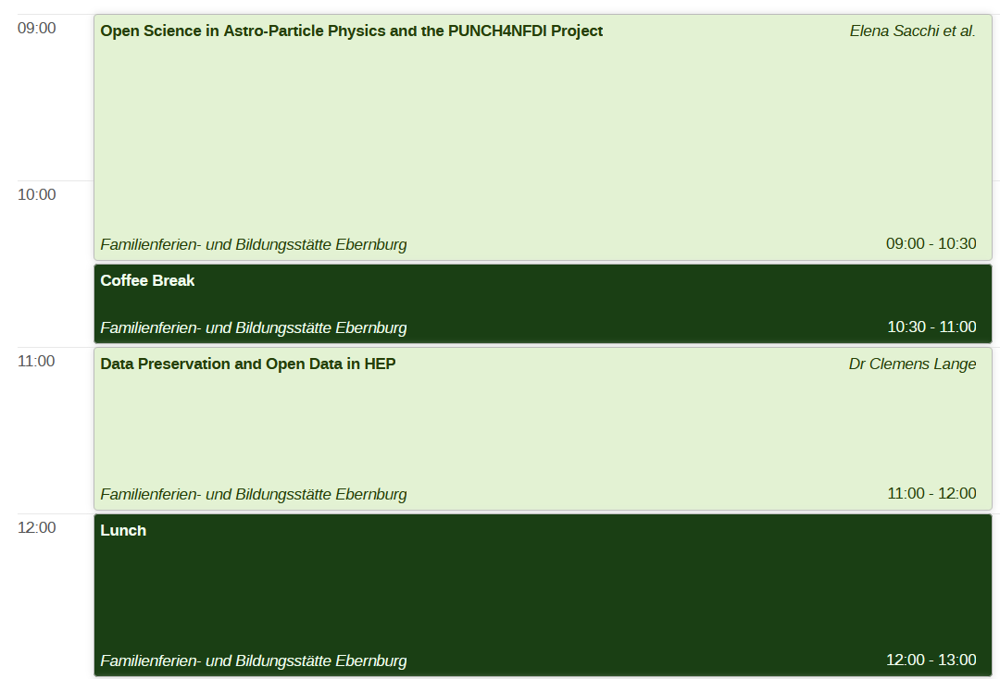 09:00
Open Science in Astro-Particle Physics and the PUNCH4NFDI Project Elena Sacchi et al.
10:00
Familienferien- und Bildungsstätte Ebernburg 09:00 - 10:30
Coffee Break
Familienferien- und Bildungsstätte Ebernburg 10:30 - 11:00
11:00
Data Preservation and Open Data in HEP Dr Clemens Lange
Familienferien- und Bildungsstätte Ebernburg 11:00 - 12:00
12:00
Lunch
Familienferien- und Bildungsstätte Ebernburg 12:00 - 13:00